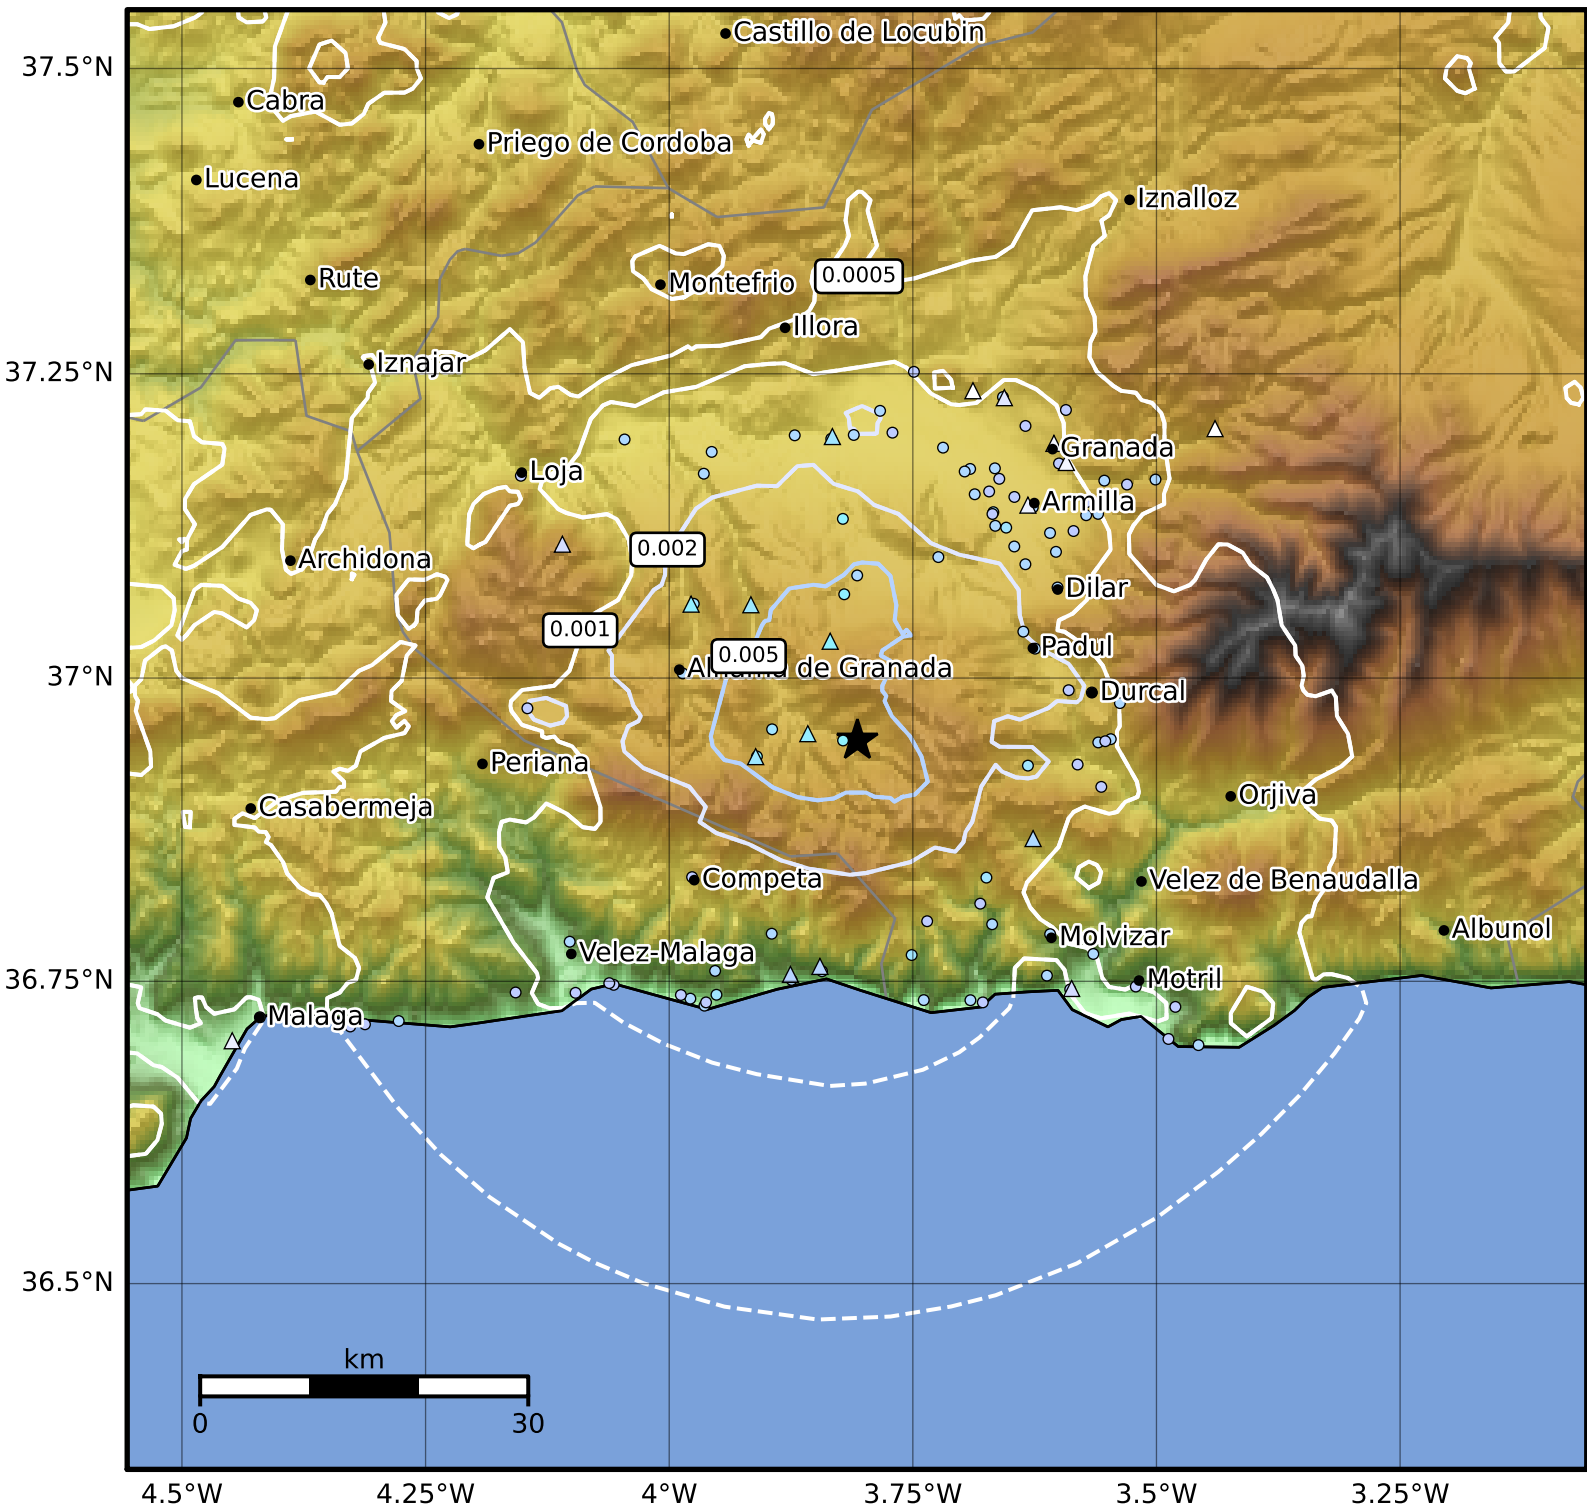 Castillo de Locubin
37.5°N
Cabra
Priego de Cordoba
Lucena
Iznalloz
Rute
0.0005
Montefrio
Illora
Iznajar
37.25°N
Granada
Loja
Armilla
0.002
Archidona
Dilar
0.001
Padul
0.005
Alhama de Granada
37°N
Durcal
Periana
Orjiva
Casabermeja
Competa
Velez de Benaudalla
Albunol
Molvizar
Velez-Malaga
36.75°N
Motril
Malaga
36.5°N
km
0 30
4.5°W 4.25°W 4°W 3.75°W 3.5°W 3.25°W